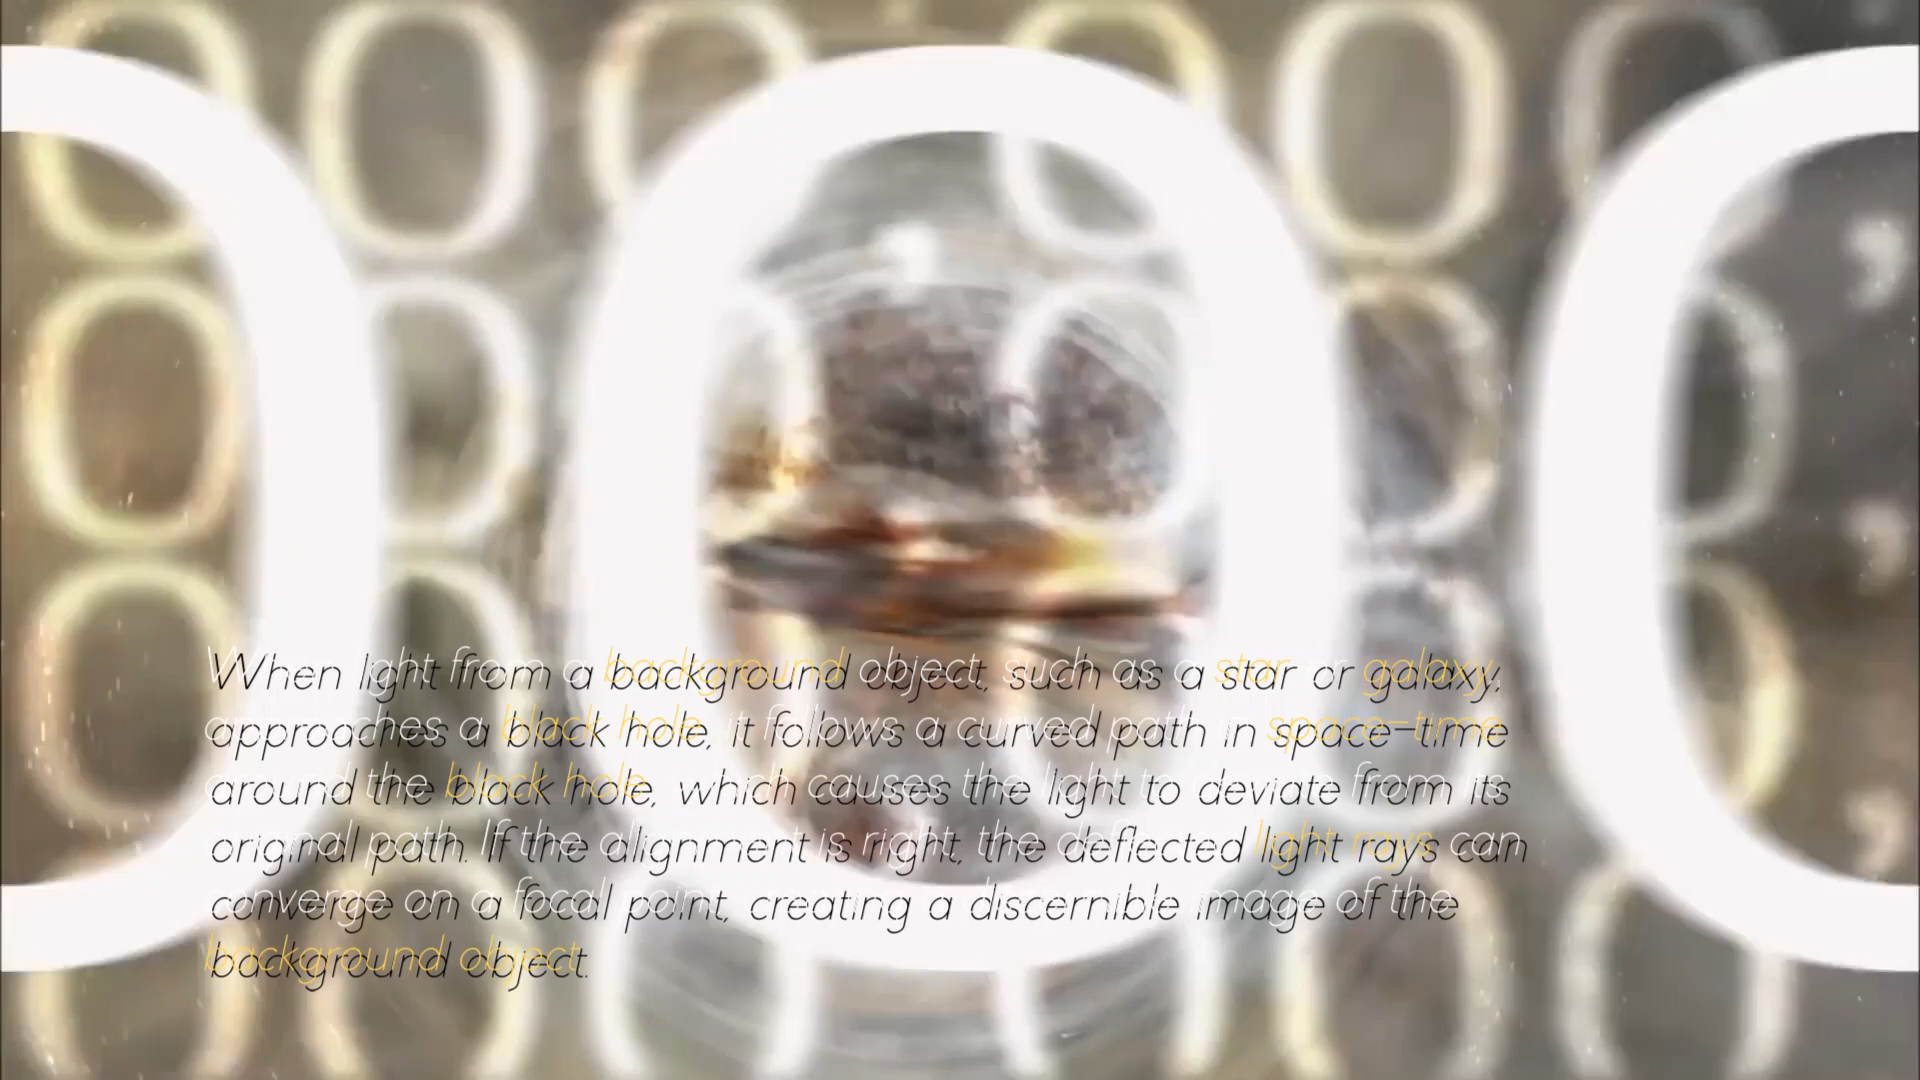 When light from a background object, such as a star or galaxy,
approaches a black hole, it follows a curved path in space-time
around the black hole, which causes the light to deviate from its
original path. If the alignment is right, the deflected light rays can
converge on a focal point, creating a discernible image of the
background object.